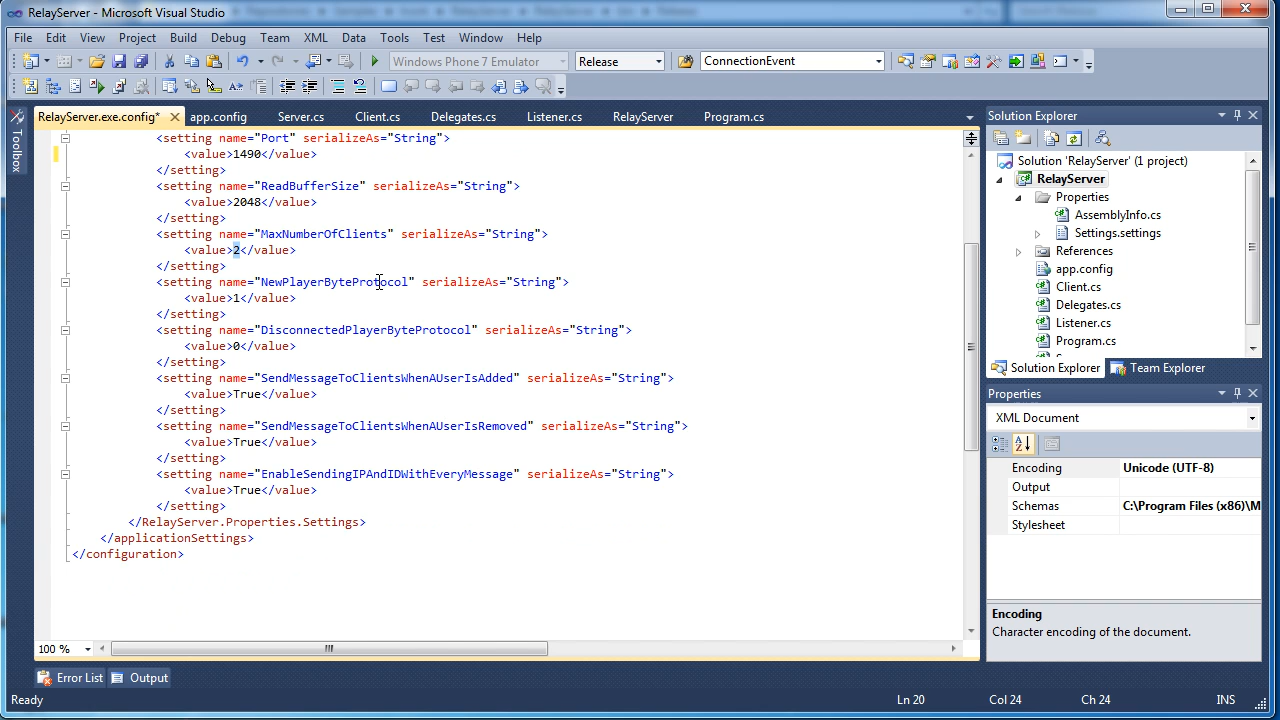 RelayServer - Microsoft Visual Studio
File Edit View Project Build Debug Team XML Data Tools Test Window Help
Windows Phone 7 Emulator Release ConnectionEvent
RelayServer.exe.config* app.config Server.cs Client.cs Delegates.cs Listener.cs RelayServer Program.cs
Toolbox
<setting name="Port" serializeAs="String">
<value>1490</value>
</setting>
<setting name="ReadBufferSize" serializeAs="String">
<value>2048</value>
</setting>
<setting name="MaxNumberOfClients" serializeAs="String">
<value>2</value>
</setting>
<setting name="NewPlayerByteProtocol" serializeAs="String">
<value>1</value>
</setting>
<setting name="DisconnectedPlayerByteProtocol" serializeAs="String">
<value>0</value>
</setting>
<setting name="SendMessageToClientsWhenAUserIsAdded" serializeAs="String">
<value>True</value>
</setting>
<setting name="SendMessageToClientsWhenAUserIsRemoved" serializeAs="String">
<value>True</value>
</setting>
<setting name="EnableSendingIPAndIDWithEveryMessage" serializeAs="String">
<value>True</value>
</setting>
</RelayServer.Properties.Settings>
</applicationSettings>
</configuration>
100 %
Solution Explorer
Solution 'RelayServer' (1 project)
RelayServer
Properties
AssemblyInfo.cs
Settings.settings
References
app.config
Client.cs
Delegates.cs
Listener.cs
Program.cs
Solution Explorer Team Explorer
Properties
XML Document
Encoding Unicode (UTF-8)
Output
Schemas C:\Program Files (x86)\M
Stylesheet
Encoding
Character encoding of the document.
Error List Output
Ready Ln 20 Col 24 Ch 24 INS